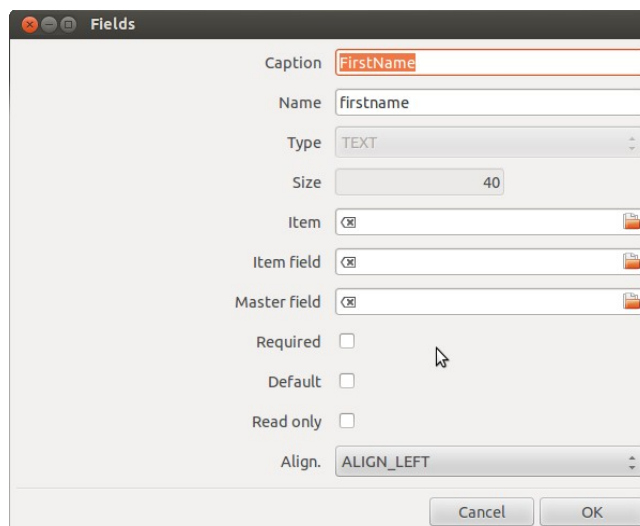 Fields
Caption FirstName
Name firstname
Type TEXT
Size 40
Item
Item field
Master field
Required
Default
Read only
Align. ALIGN_LEFT
Cancel OK